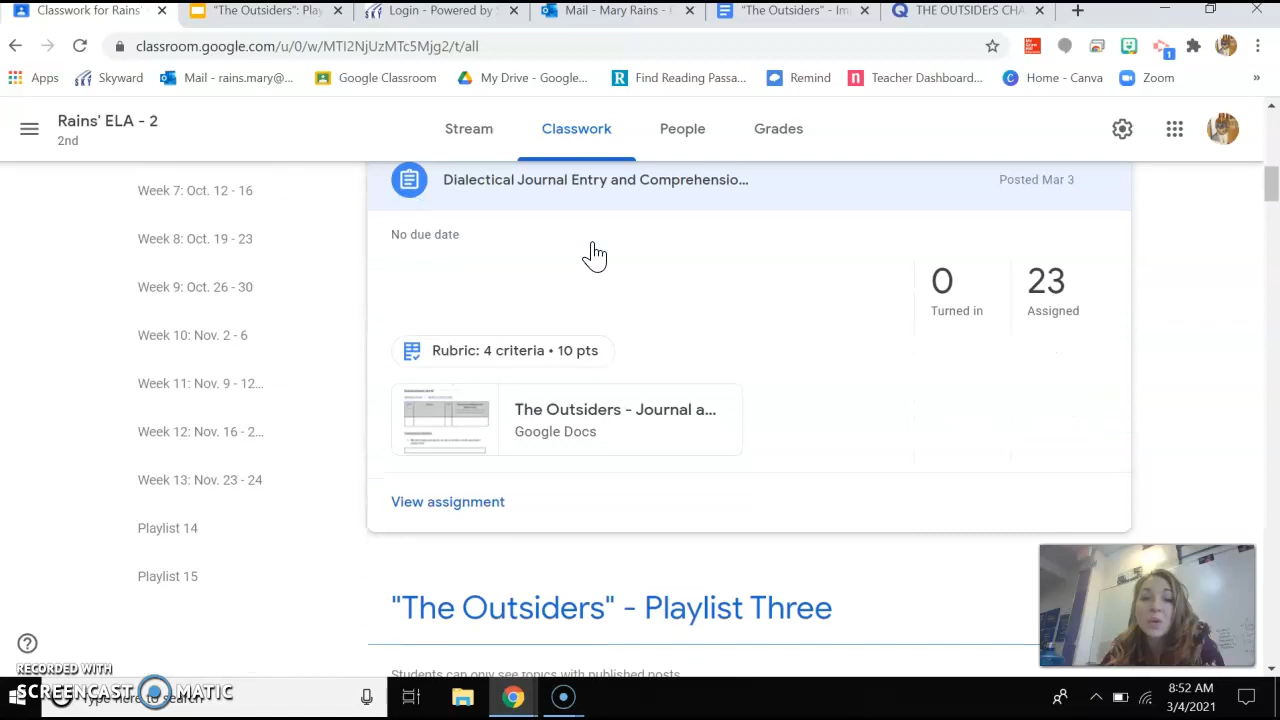 Classroom for Rains'
"The Outsiders": Play
Login - Powered by S
Mail - Mary Rains -
"The Outsiders" - Im
THE OUTSIDErS CHA
classroom.google.com/u/0/w/MTI2NjUzMTc5Mjg2/t/all
1
Apps
Skyward
Mail - rains.mary@...
Google Classroo...
My Drive - Google...
Find Reading Passa...
Remind
Teacher Dashboard...
Home - Canva
Zoom
»
Rains' ELA - 2
2nd
Stream
Classwork
People
Grades
Week 7: Oct. 12 - 16
Week 8: Oct. 19 - 23
Week 9: Oct. 26 - 30
Week 10: Nov. 2 - 6
Week 11: Nov. 9 - 12...
Week 12: Nov. 16 - 2...
Week 13: Nov. 23 - 24
Playlist 14
Playlist 15
Dialectical Journal Entry and Comprehensio...
Posted Mar 3
No due date
0
Turned in
23
Assigned
Rubric: 4 criteria • 10 pts
The Outsiders - Journal a...
Google Docs
View assignment
"The Outsiders" - Playlist Three
Students can only see topics with published posts
RECORDED WITH
SCREENCAST MATIC
Type here to search
8:52 AM
3/4/2021